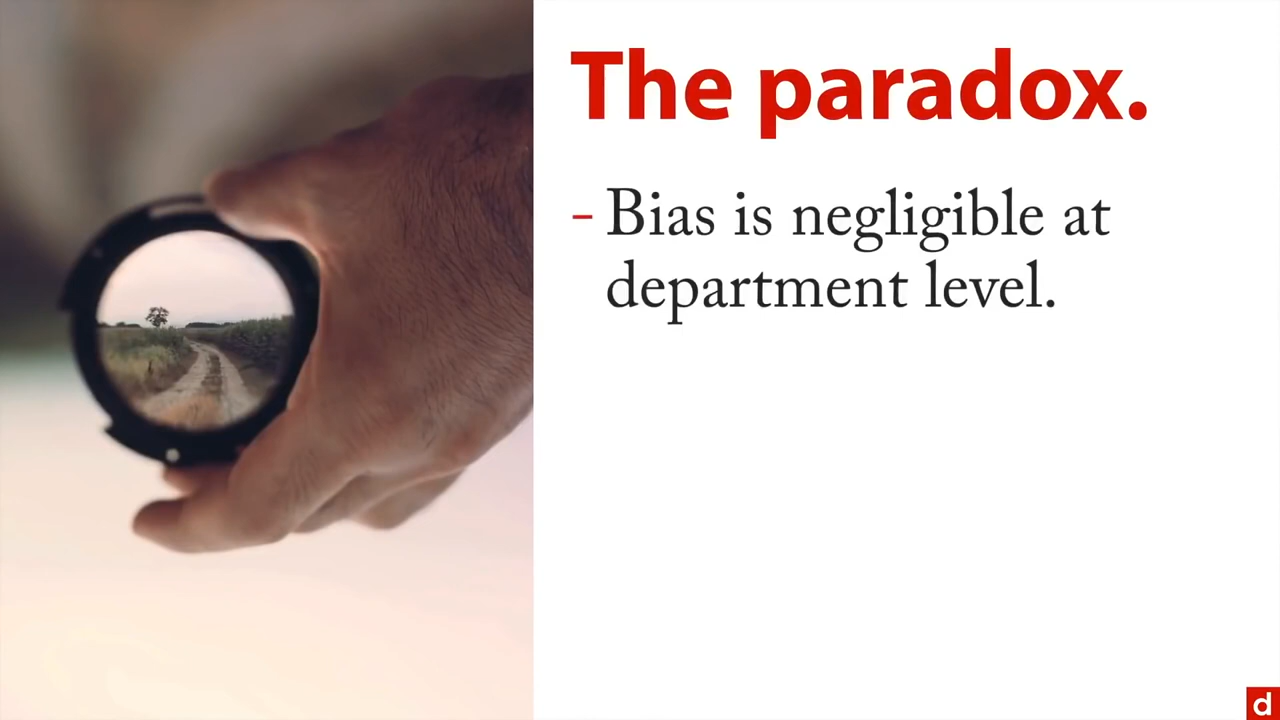 The paradox.
- Bias is negligible at
department level.
d